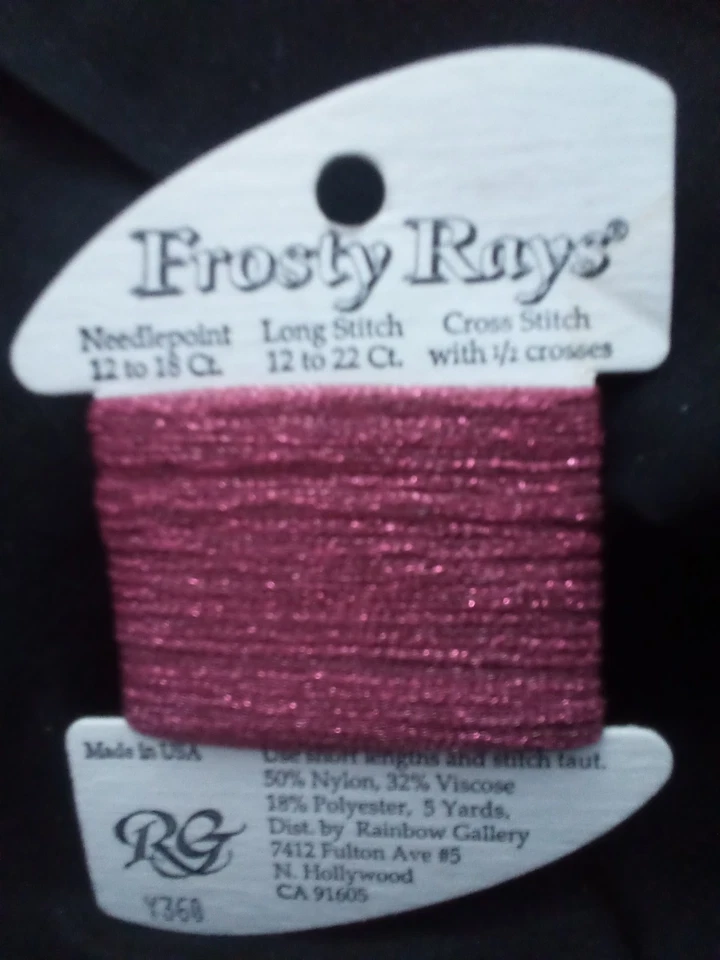 Frosty Rays®
Needlepoint Long Stitch Cross Stitch
12 to 18 Ct. 12 to 22 Ct. with 1/2 crosses
Made in USA
Use short lengths and stitch taut.
50% Nylon, 32% Viscose
18% Polyester, 5 Yards,
Dist. by Rainbow Gallery
7412 Fulton Ave #5
N. Hollywood
CA 91605
RG
Y368